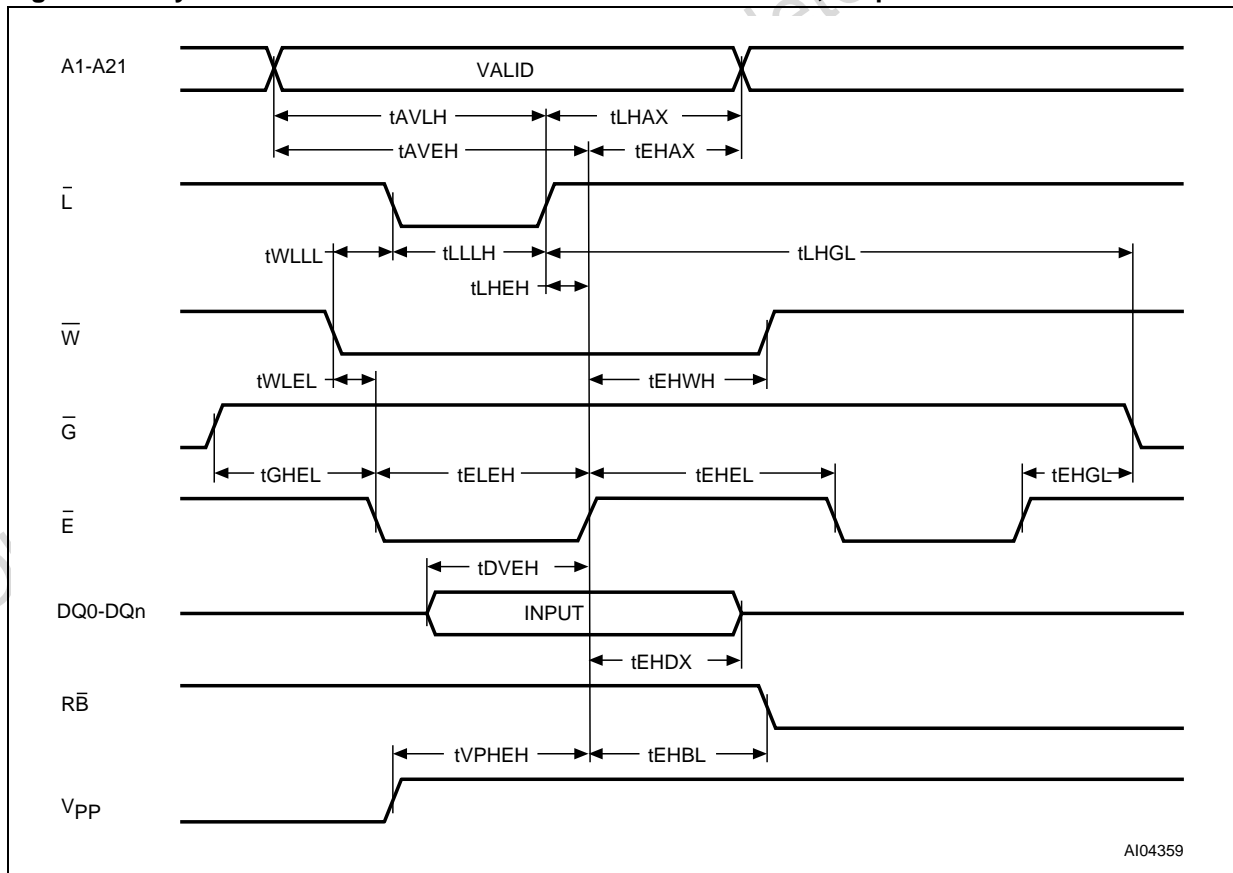 A1-A21
VALID
tAVLH
tLHAX
tAVEH
tEHAX
L̅
tWLLL
tLLLH
tLHGL
tLHEH
W̅
tWLEL
tEHWH
G̅
tGHEL
tELEH
tEHEL
tEHGL
E̅
tDVEH
DQ0-DQn
INPUT
tEHDX
RB̅
tVPHEH
tEHBL
VPP
AI04359